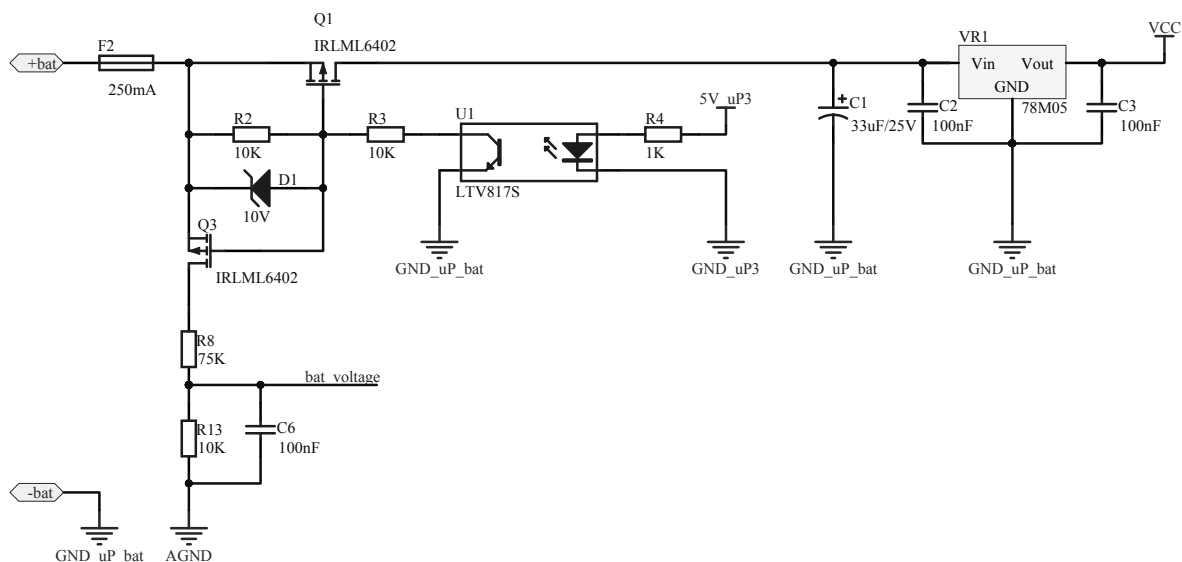 Q1
IRLML6402
F2
+bat
250mA
VR1
VCC
Vin Vout
GND
78M05
C1
33uF/25V
C2
100nF
C3
100nF
R2
10K
R3
10K
U1
LTV817S
R4
1K
5V_uP3
D1
10V
Q3
IRLML6402
GND_uP_bat
GND_uP3
GND_uP_bat
GND_uP_bat
R8
75K
bat_voltage
R13
10K
C6
100nF
-bat
GND_uP_bat
AGND